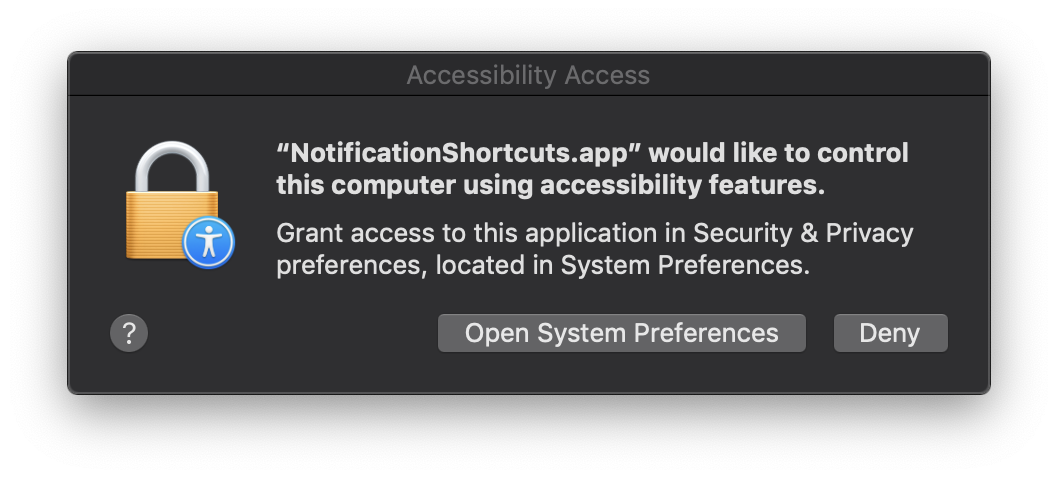 Accessibility Access
“NotificationShortcuts.app” would like to control
this computer using accessibility features.
Grant access to this application in Security & Privacy
preferences, located in System Preferences.
?
Open System Preferences
Deny